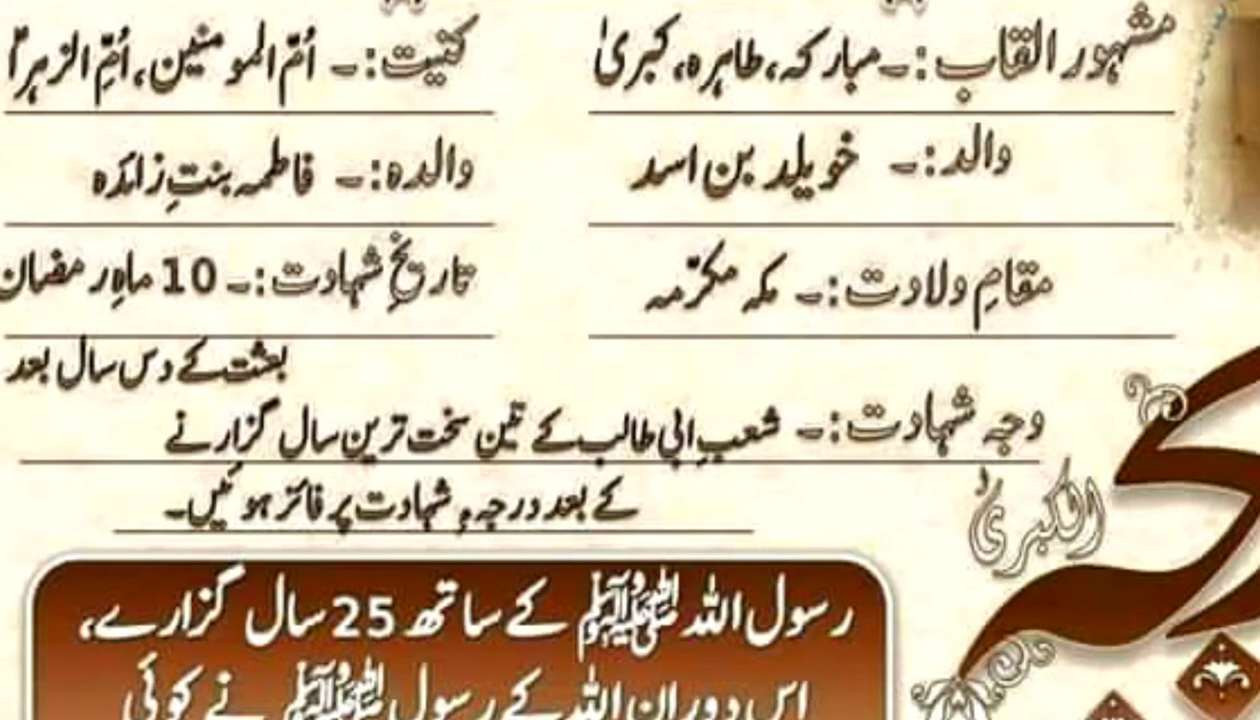 مشہور القاب:۔ مبارکہ، طاہرہ، کبریٰ
کنیت:۔ اُمّ المومنین، اُمِّ الزہراؑ
والد:۔ خویلد بن اسد
والدہ:۔ فاطمہ بنتِ زائدہ
مقامِ ولادت:۔ مکہ مکرّمہ
تاریخِ شہادت:۔ 10 ماہِ رمضان
بعثت کے دس سال بعد
وجہ شہادت:۔ شعبِ ابی طالب کے تین سخت ترین سال گزارنے
کے بعد درجہءِ شہادت پر فائز ہوئیں۔
الکبریٰ
رسول اللہ ﷺ کے ساتھ 25 سال گزارے،
اس دوران اللہ کے رسول ﷺ نے کوئی